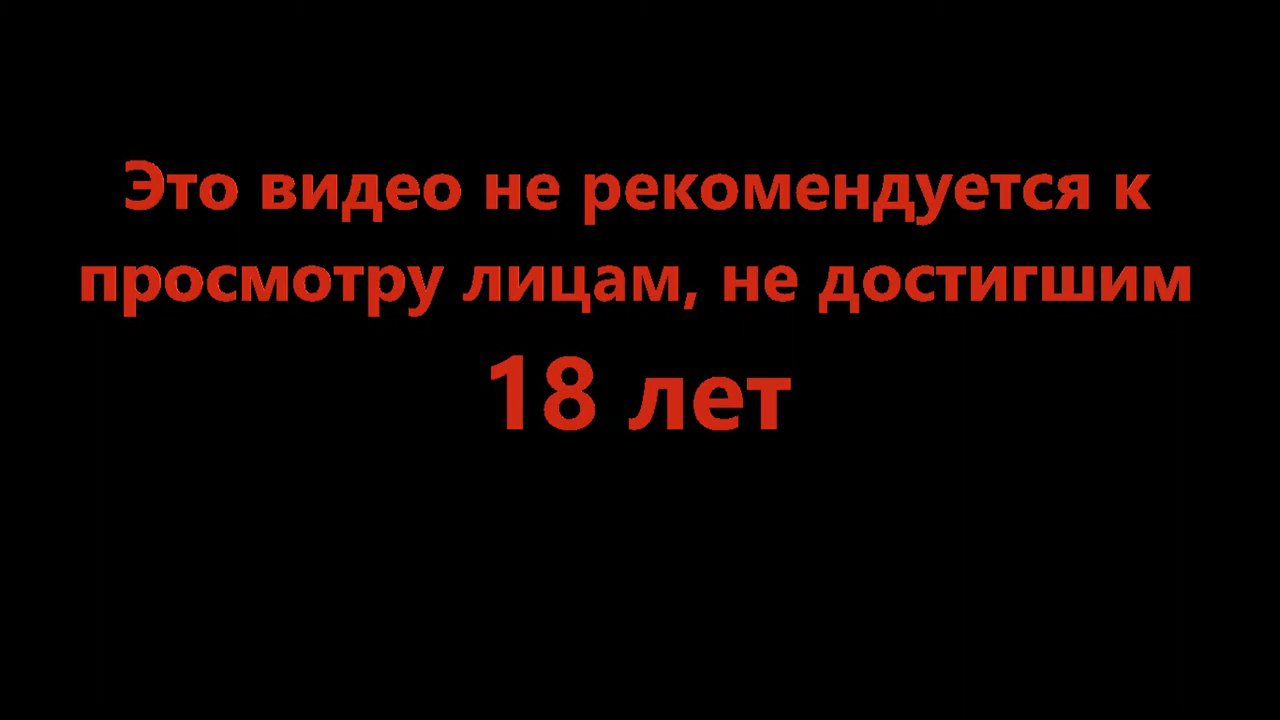 Это видео не рекомендуется к
просмотру лицам, не достигшим
18 лет